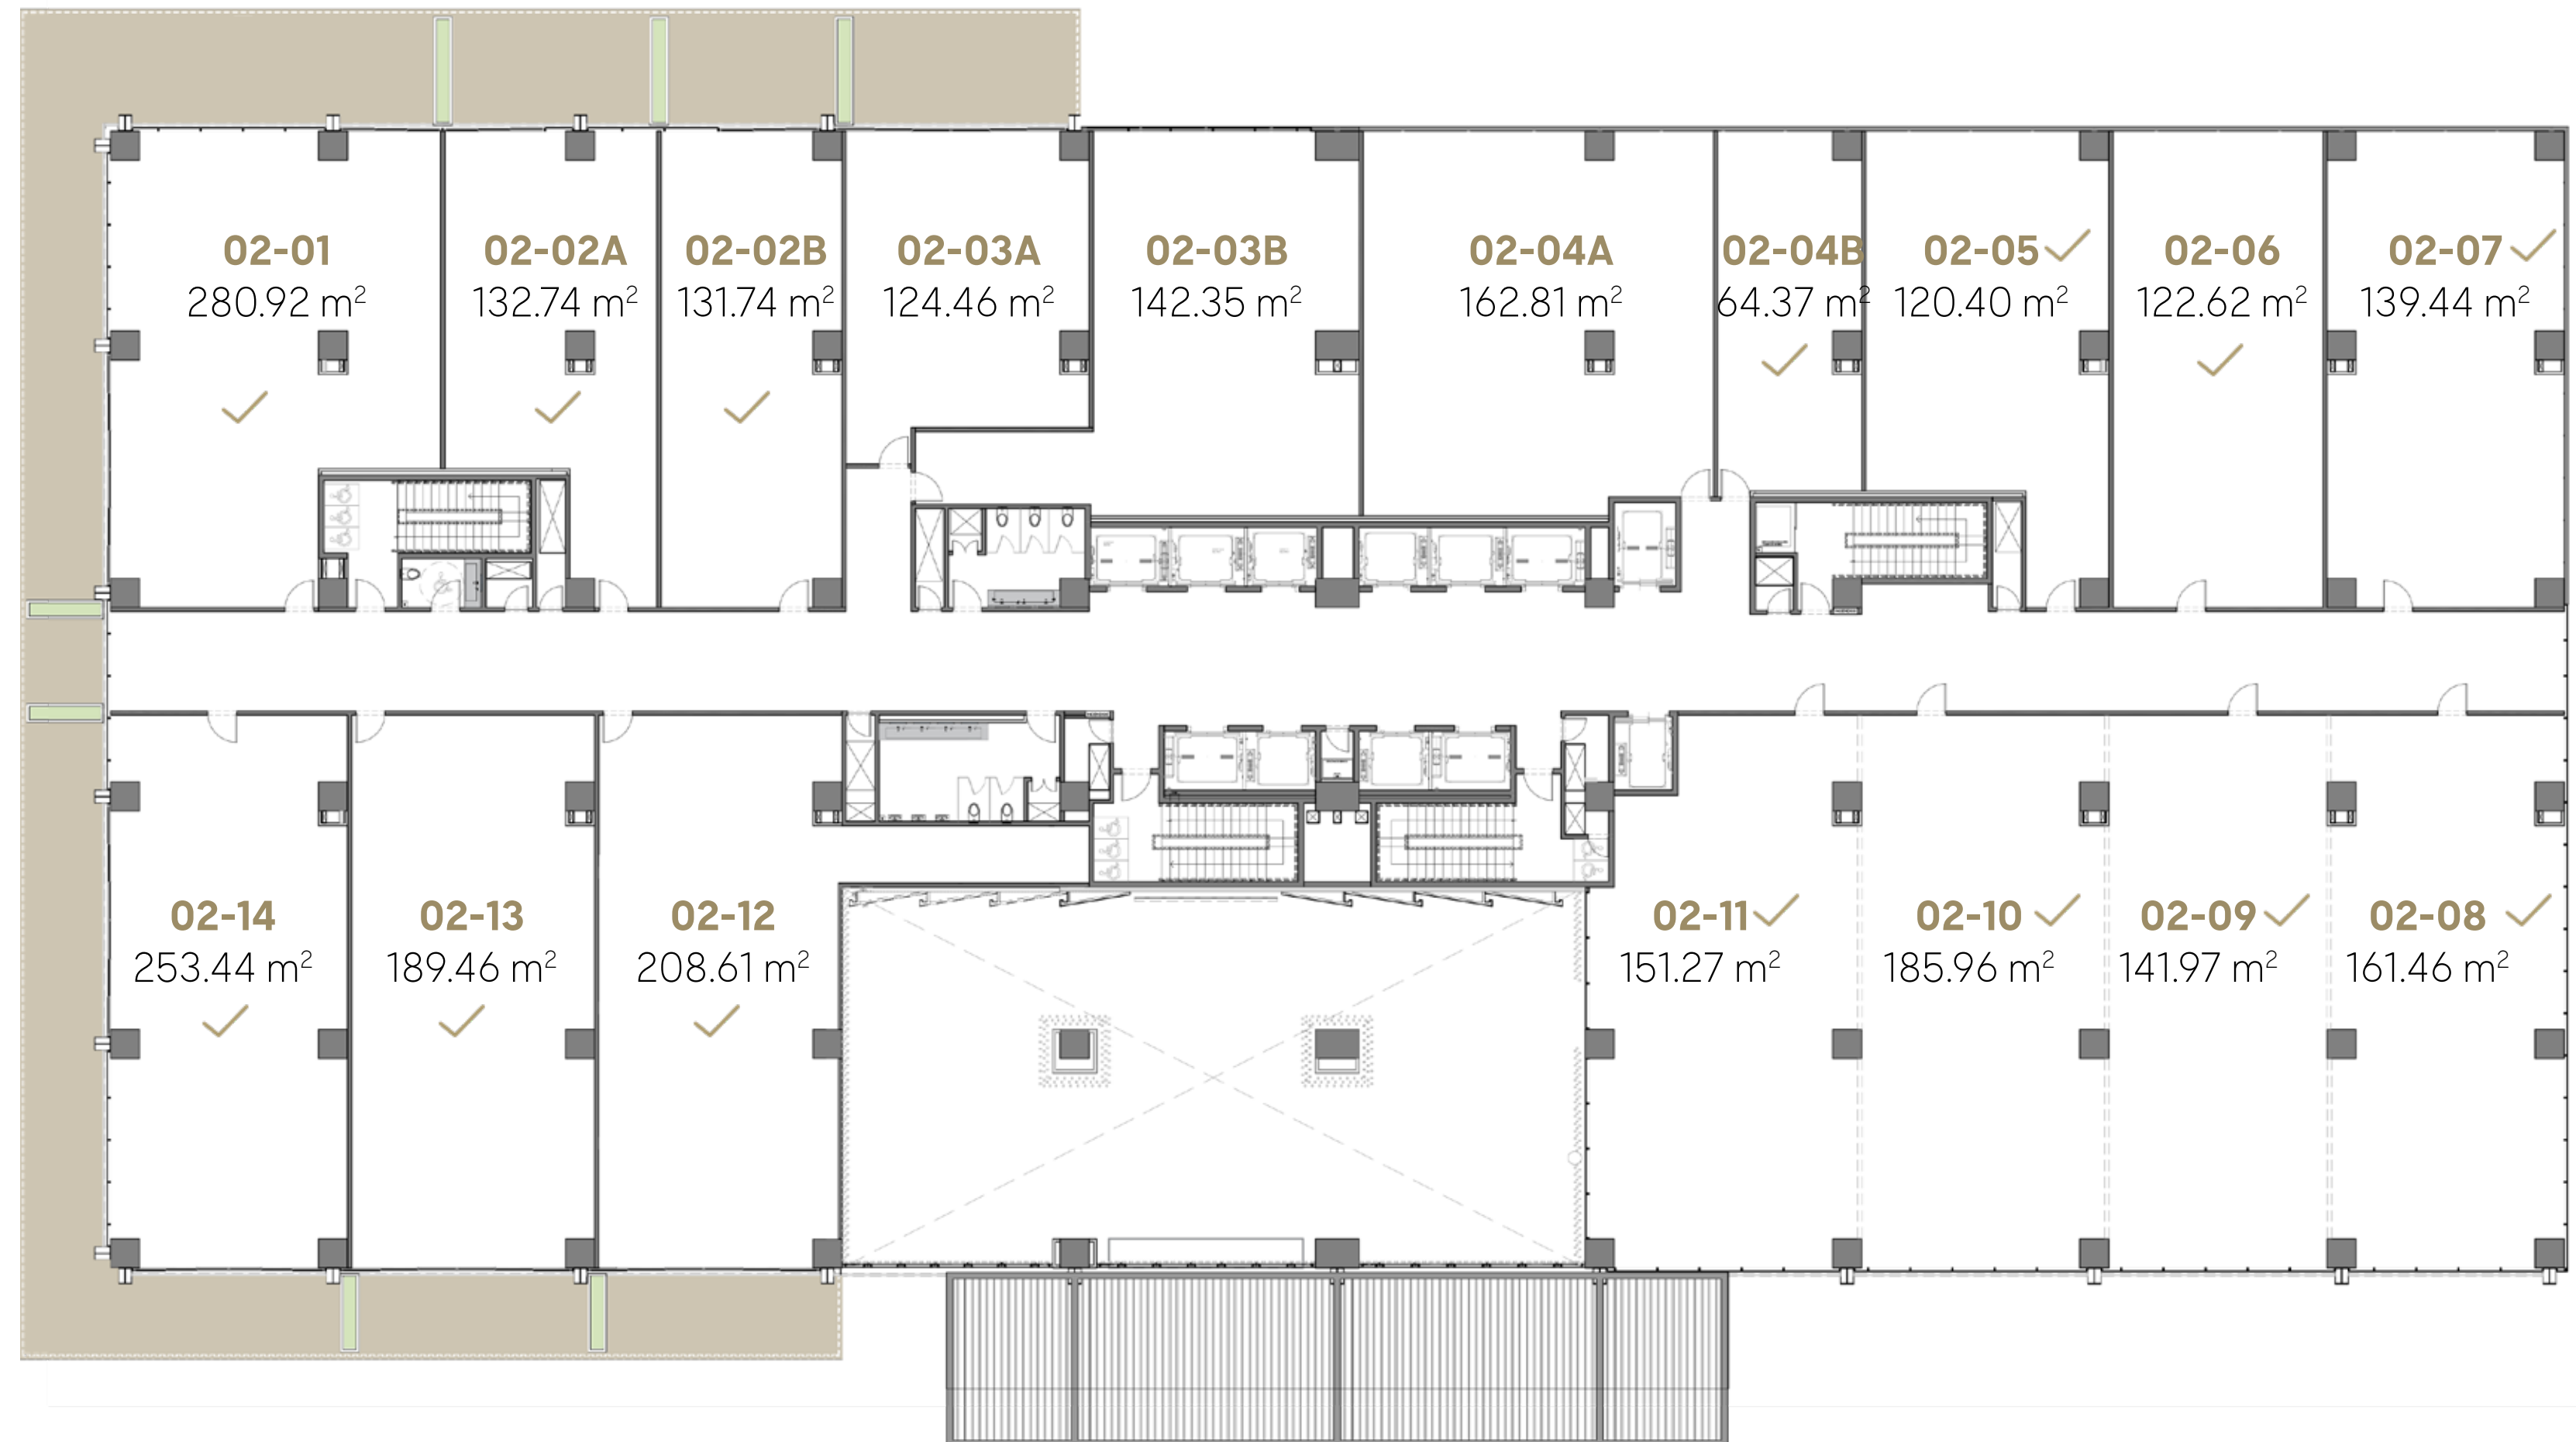 02-01
280.92 m²
02-02A
132.74 m²
02-02B
131.74 m²
02-03A
124.46 m²
02-03B
142.35 m²
02-04A
162.81 m²
02-04B
64.37 m²
02-05
120.40 m²
02-06
122.62 m²
02-07
139.44 m²
02-14
253.44 m²
02-13
189.46 m²
02-12
208.61 m²
02-11
151.27 m²
02-10
185.96 m²
02-09
141.97 m²
02-08
161.46 m²